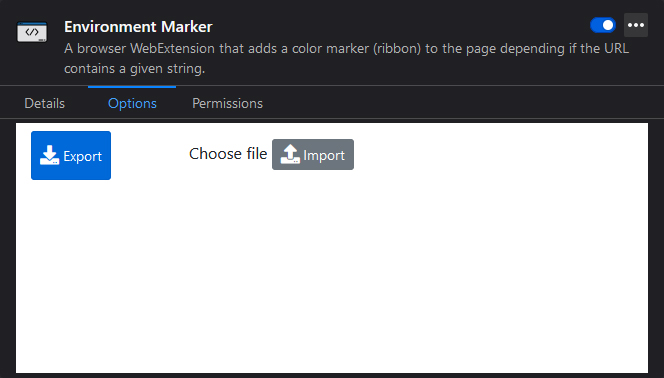 Environment Marker
A browser WebExtension that adds a color marker (ribbon) to the page depending if the URL
contains a given string.
Details Options Permissions
Export Choose file Import